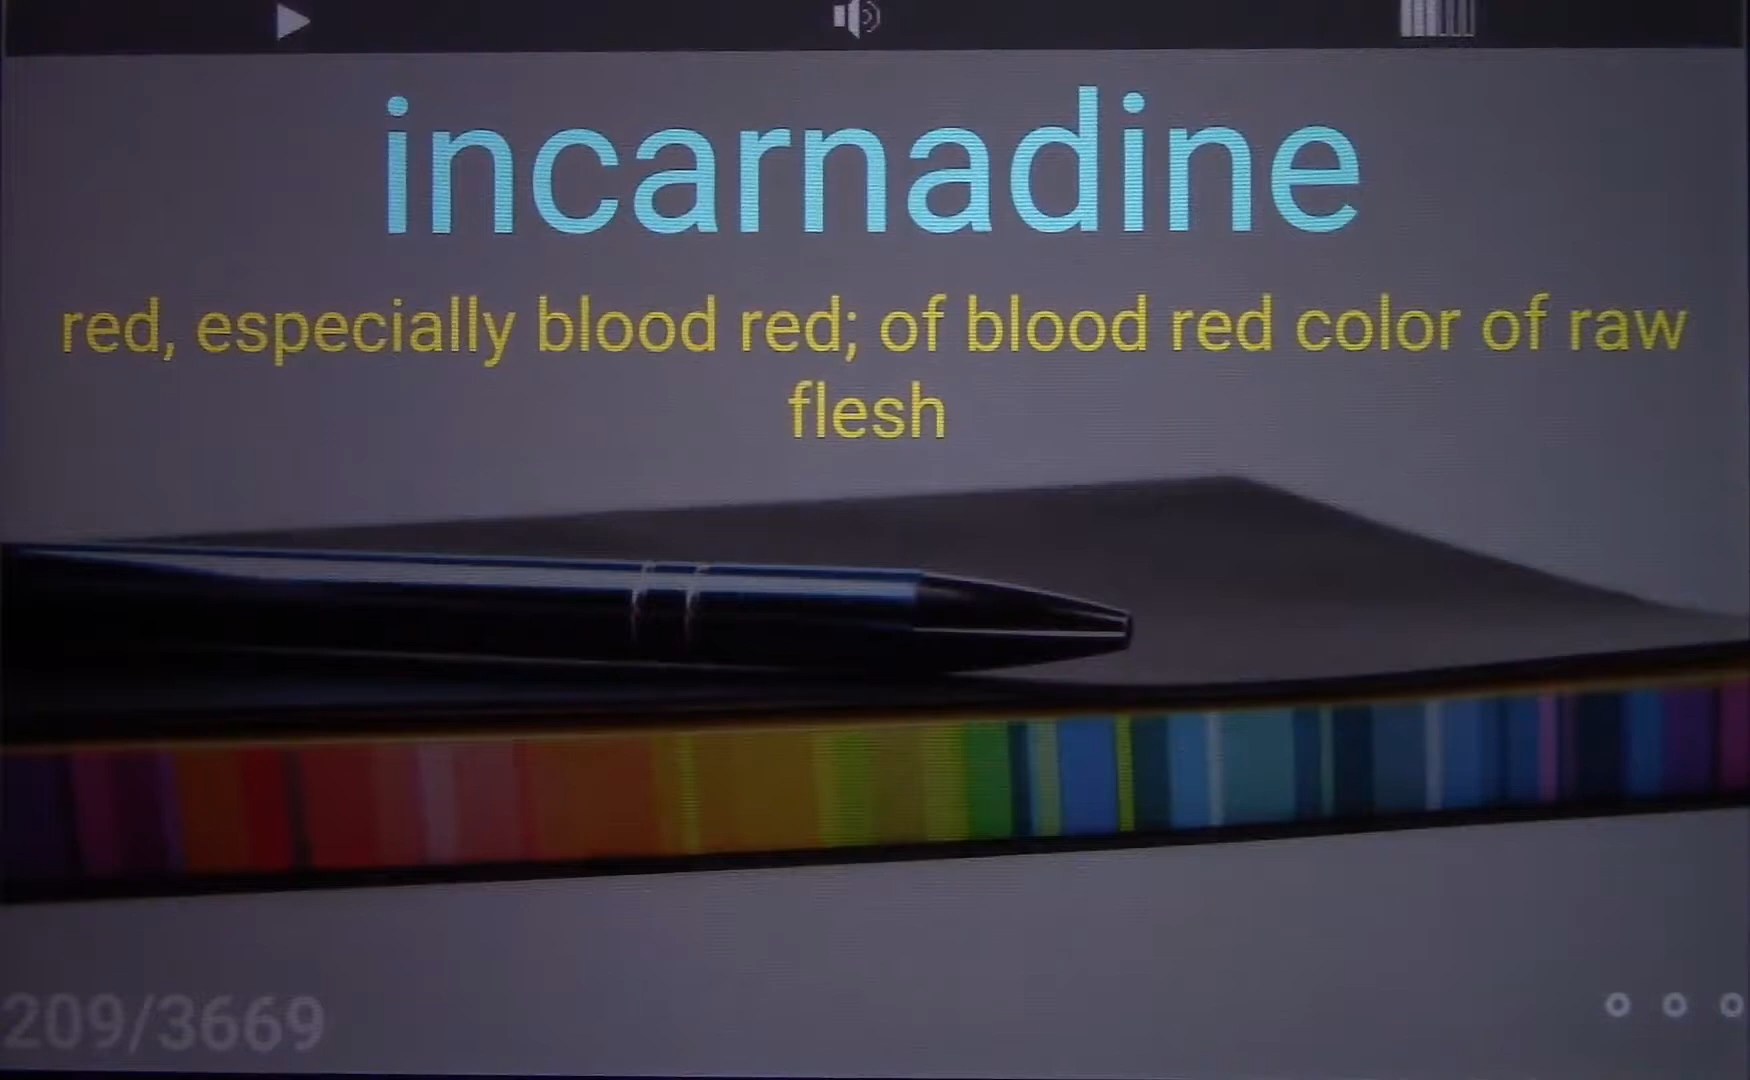 incarnadine
red, especially blood red; of blood red color of raw
flesh
209/3669